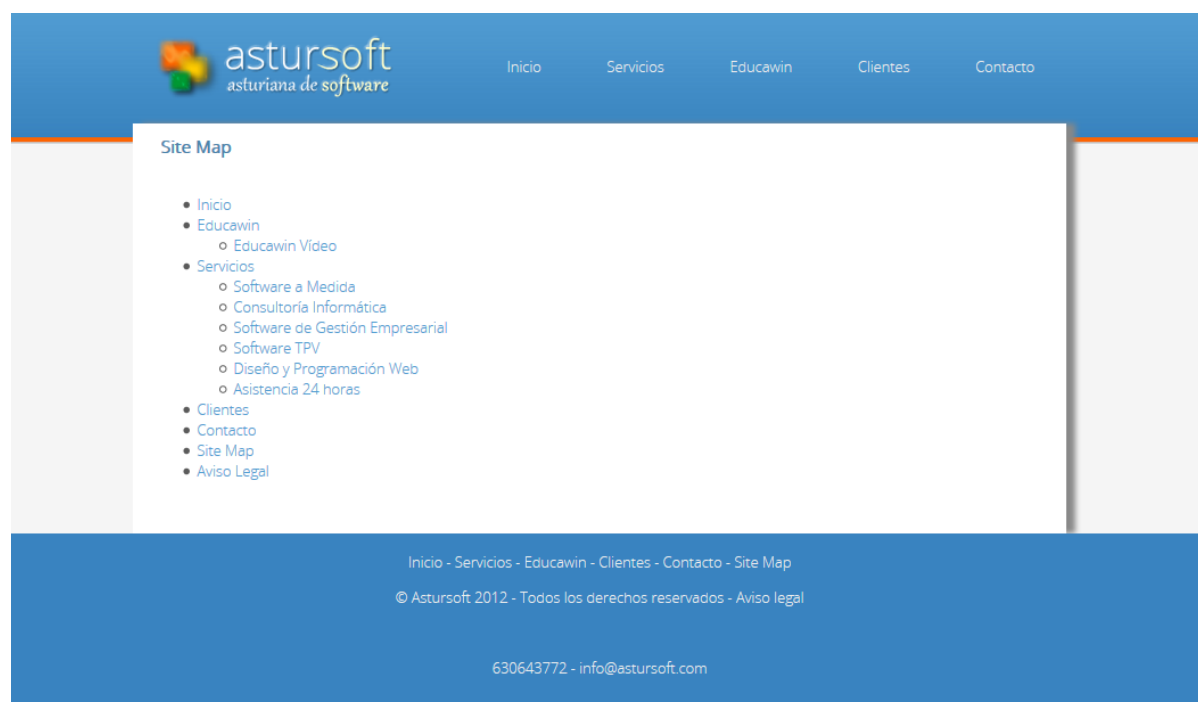 astursoft
asturiana de software
Inicio Servicios Educawin Clientes Contacto
Site Map
Inicio
Educawin
Educawin Vídeo
Servicios
Software a Medida
Consultoría Informática
Software de Gestión Empresarial
Software TPV
Diseño y Programación Web
Asistencia 24 horas
Clientes
Contacto
Site Map
Aviso Legal
Inicio - Servicios - Educawin - Clientes - Contacto - Site Map
© Astursoft 2012 - Todos los derechos reservados - Aviso legal
630643772 - info@astursoft.com